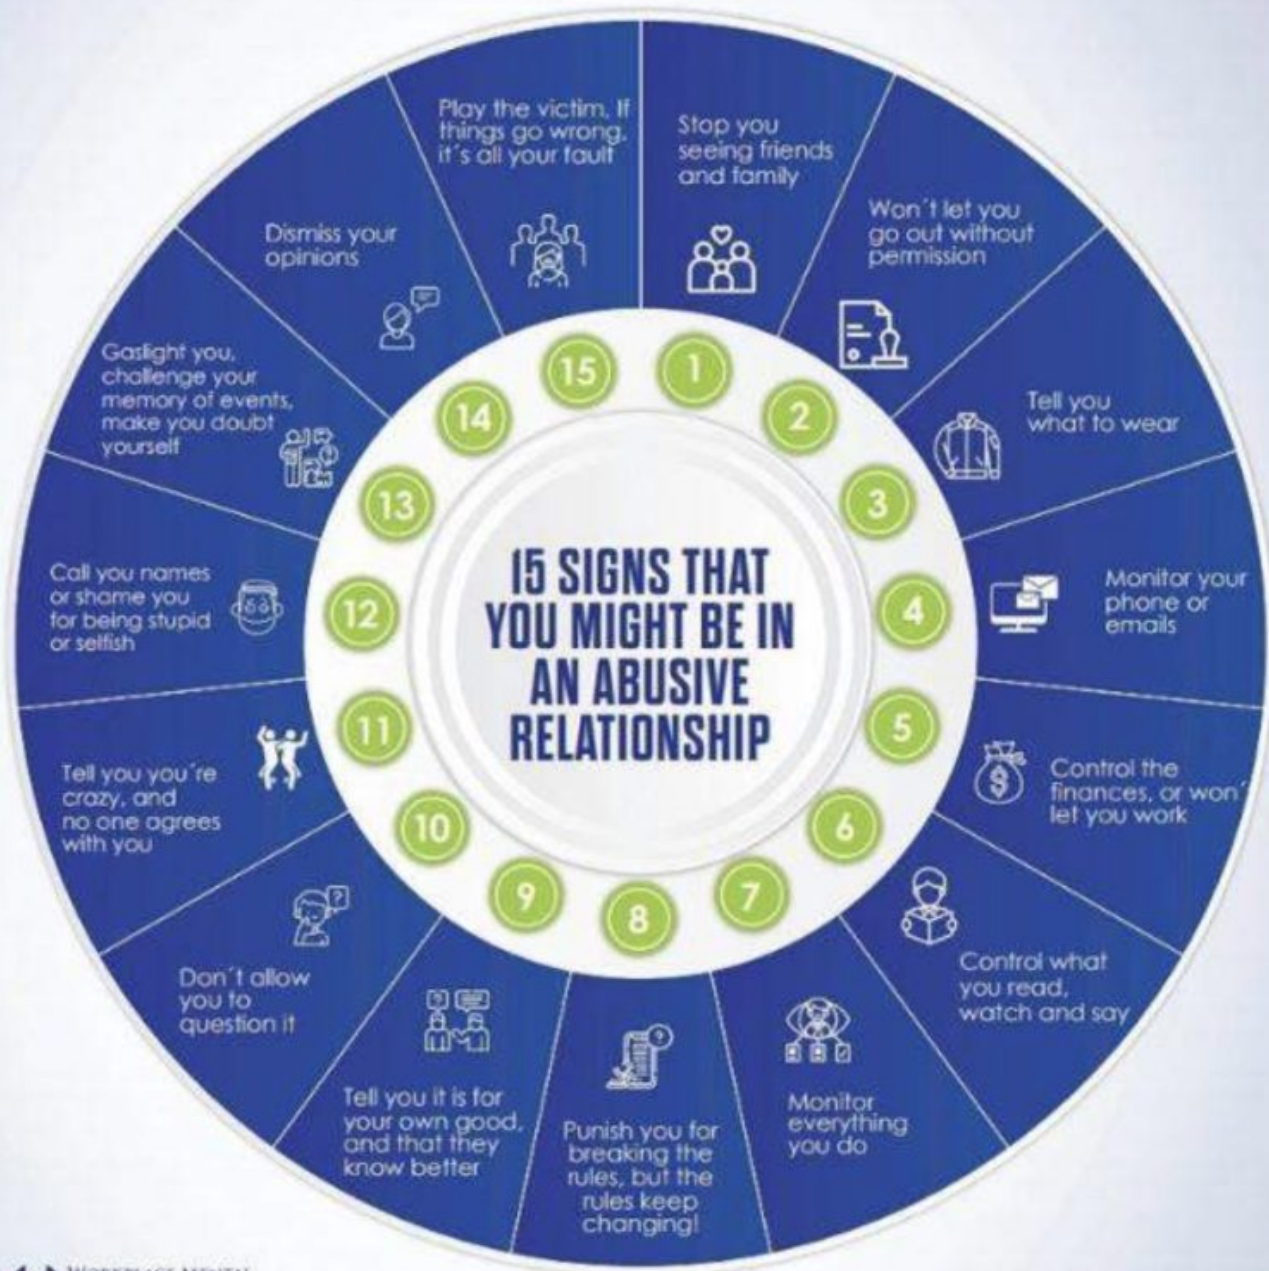 15 SIGNS THAT
YOU MIGHT BE IN
AN ABUSIVE
RELATIONSHIP
1
Stop you
seeing friends
and family
2
Won´t let you
go out without
permission
3
Tell you
what to wear
4
Monitor your
phone or
emails
5
Control the
finances, or won´
let you work
6
Control what
you read,
watch and say
7
Monitor
everything
you do
8
Punish you for
breaking the
rules, but the
rules keep
changing!
9
Tell you it is for
your own good,
and that they
know better
10
Don´t allow
you to
question it
11
Tell you you´re
crazy, and
no one agrees
with you
12
Call you names
or shame you
for being stupid
or selfish
13
Gaslight you,
challenge your
memory of events,
make you doubt
yourself
14
Dismiss your
opinions
15
Play the victim, If
things go wrong,
it´s all your fault
WORKPLACE MENTAL